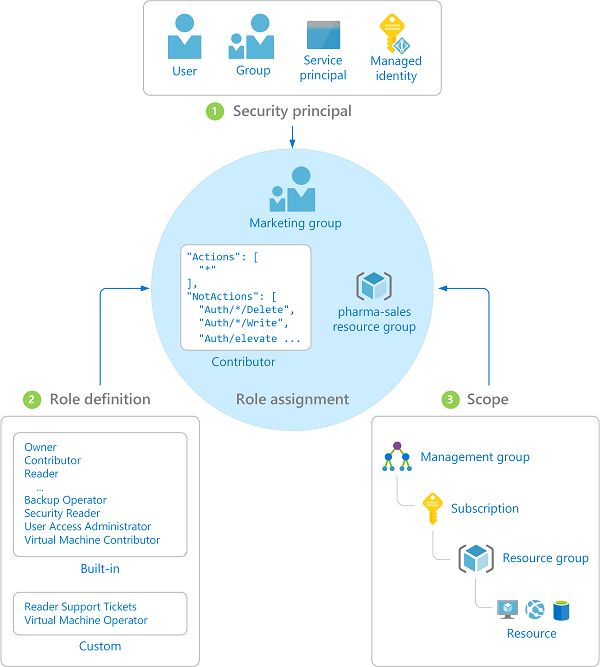 User
Group
Service
principal
Managed
identity
1 Security principal
Marketing group
"Actions": [
"*"
],
"NotActions": [
"Auth/*/Delete",
"Auth/*/Write",
"Auth/elevate ...
Contributor
pharma-sales
resource group
Role assignment
2 Role definition
Owner
Contributor
Reader
...
Backup Operator
Security Reader
User Access Administrator
Virtual Machine Contributor
Built-in
Reader Support Tickets
Virtual Machine Operator
Custom
3 Scope
Management group
Subscription
Resource group
Resource